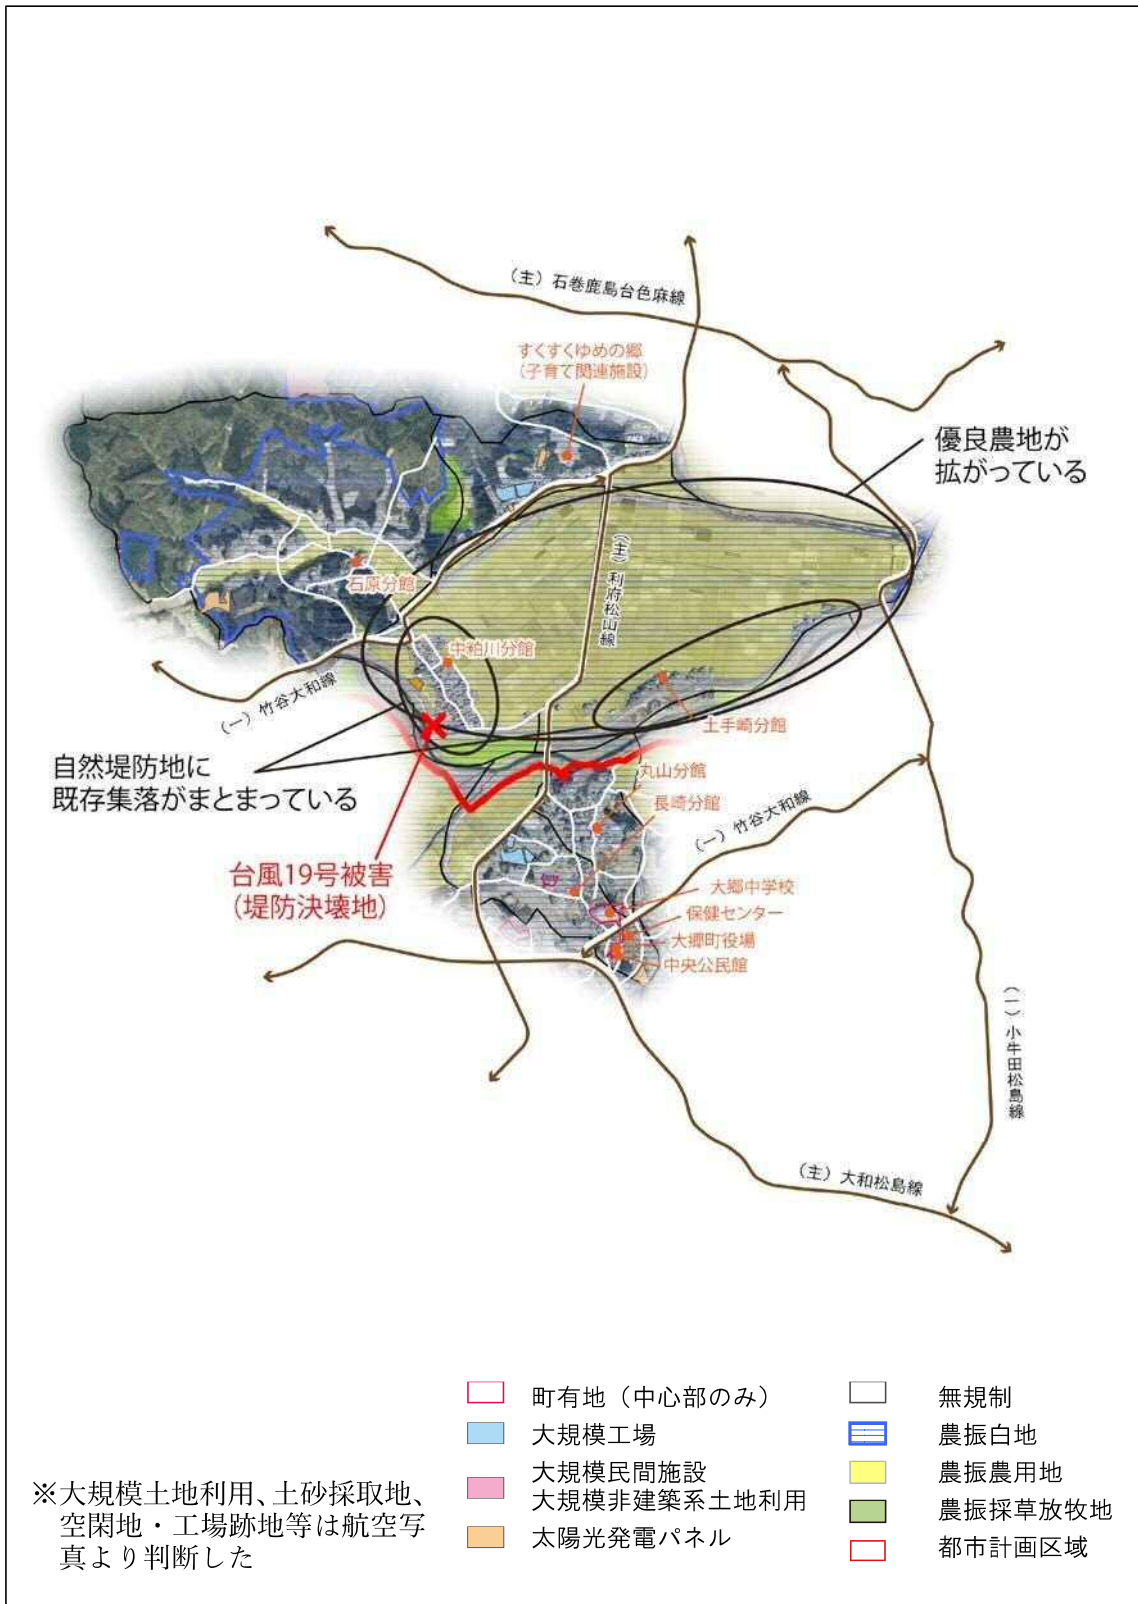 （主）石巻鹿島台色麻線
すくすくゆめの郷
（子育て関連施設）
優良農地が
拡がっている
（主）利府松山線
石原分館
中粕川分館
（一）竹谷大和線
土手崎分館
自然堤防地に
既存集落がまとまっている
丸山分館
長崎分館
（一）竹谷大和線
台風19号被害
（堤防決壊地）
大郷中学校
保健センター
大郷町役場
中央公民館
（一）小牛田松島線
（主）大和松島線
町有地（中心部のみ）
大規模工場
大規模民間施設
大規模非建築系土地利用
太陽光発電パネル
無規制
農振白地
農振農用地
農振採草放牧地
都市計画区域
※大規模土地利用、土砂採取地、
空閑地・工場跡地等は航空写
真より判断した